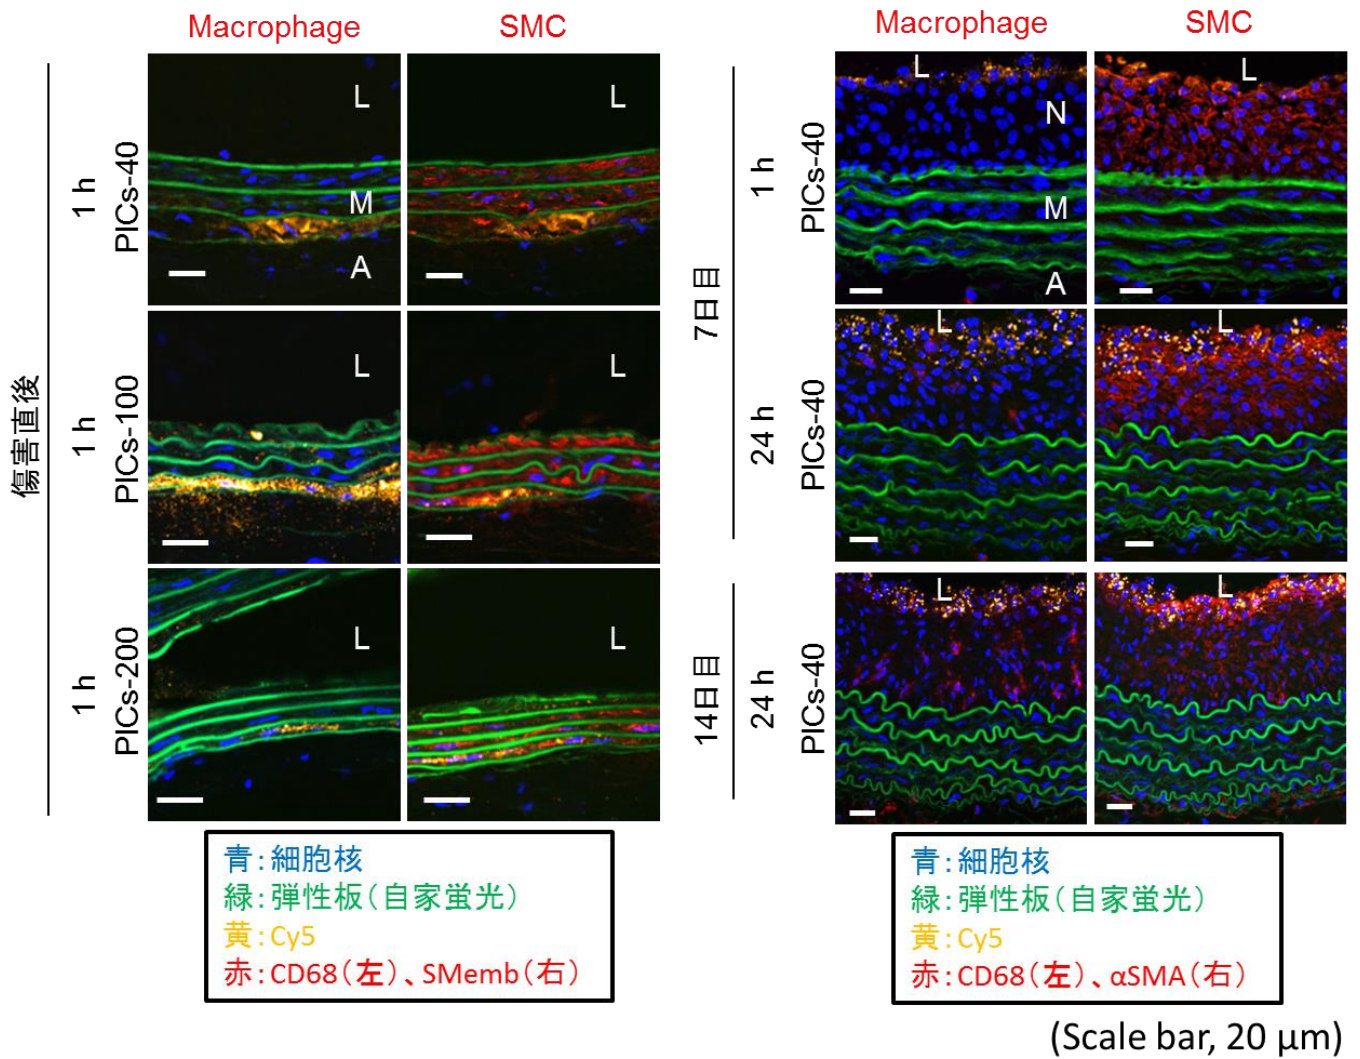 Macrophage
SMC
傷害直後
1 h
PICs-40
L
M
A
L
1 h
PICs-100
L
L
1 h
PICs-200
L
L
青：細胞核
緑：弾性板（自家蛍光）
黄：Cy5
赤：CD68（左）、SMemb（右）
Macrophage
SMC
7日目
1 h
PICs-40
L
N
M
A
L
24 h
PICs-40
L
L
14日目
24 h
PICs-40
L
L
青：細胞核
緑：弾性板（自家蛍光）
黄：Cy5
赤：CD68（左）、αSMA（右）
(Scale bar, 20 μm)